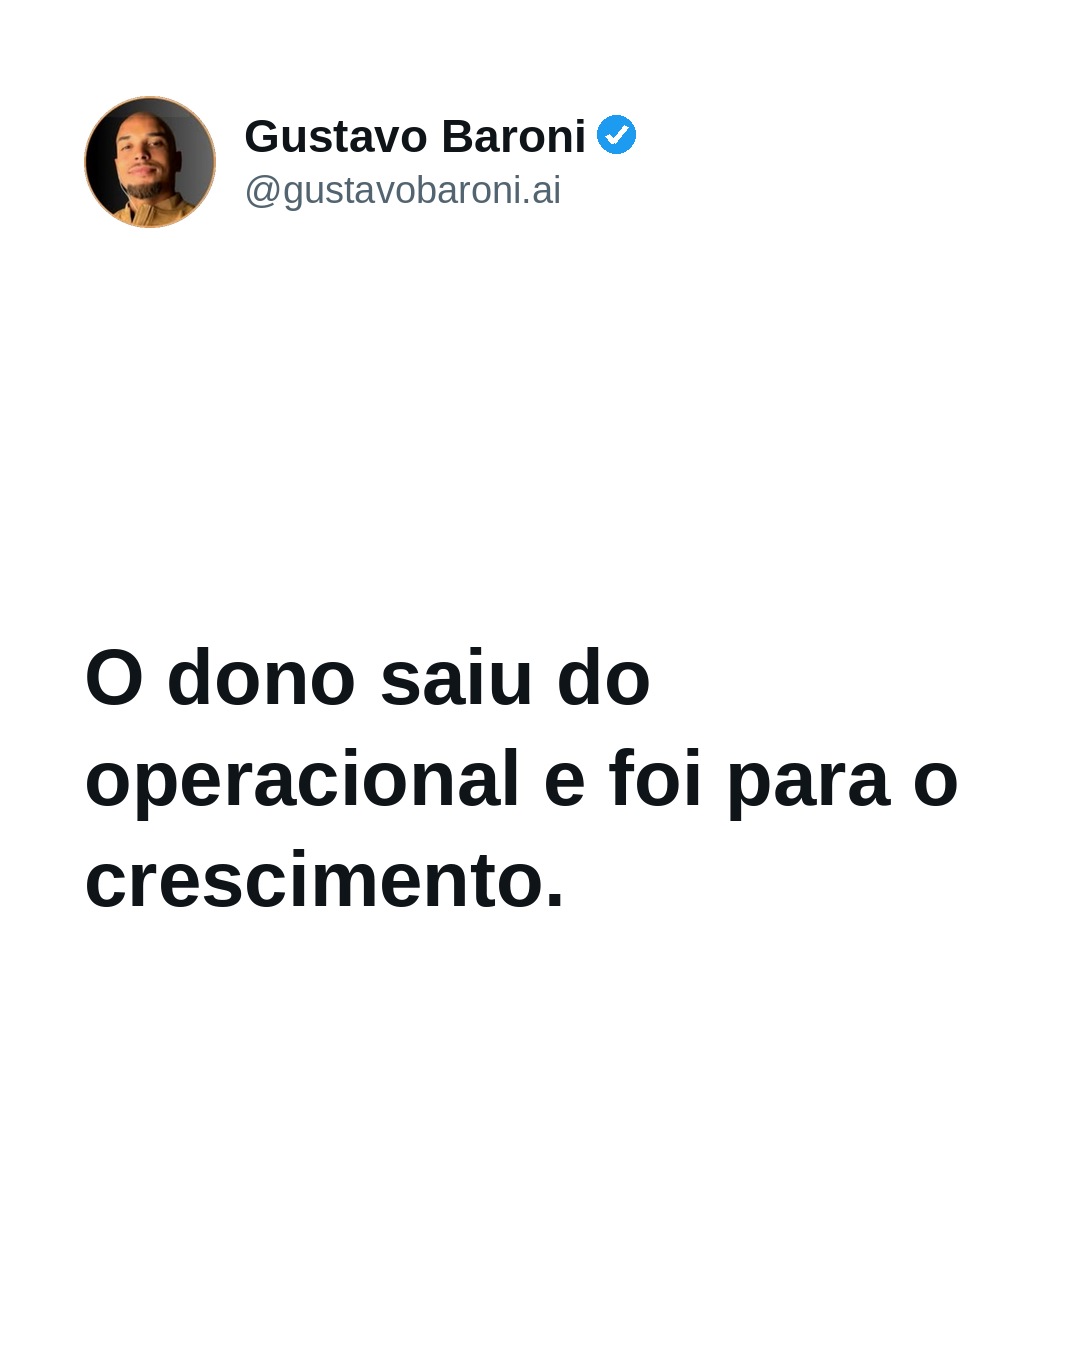 Gustavo Baroni
@gustavobaroni.ai
O dono saiu do
operacional e foi para o
crescimento.